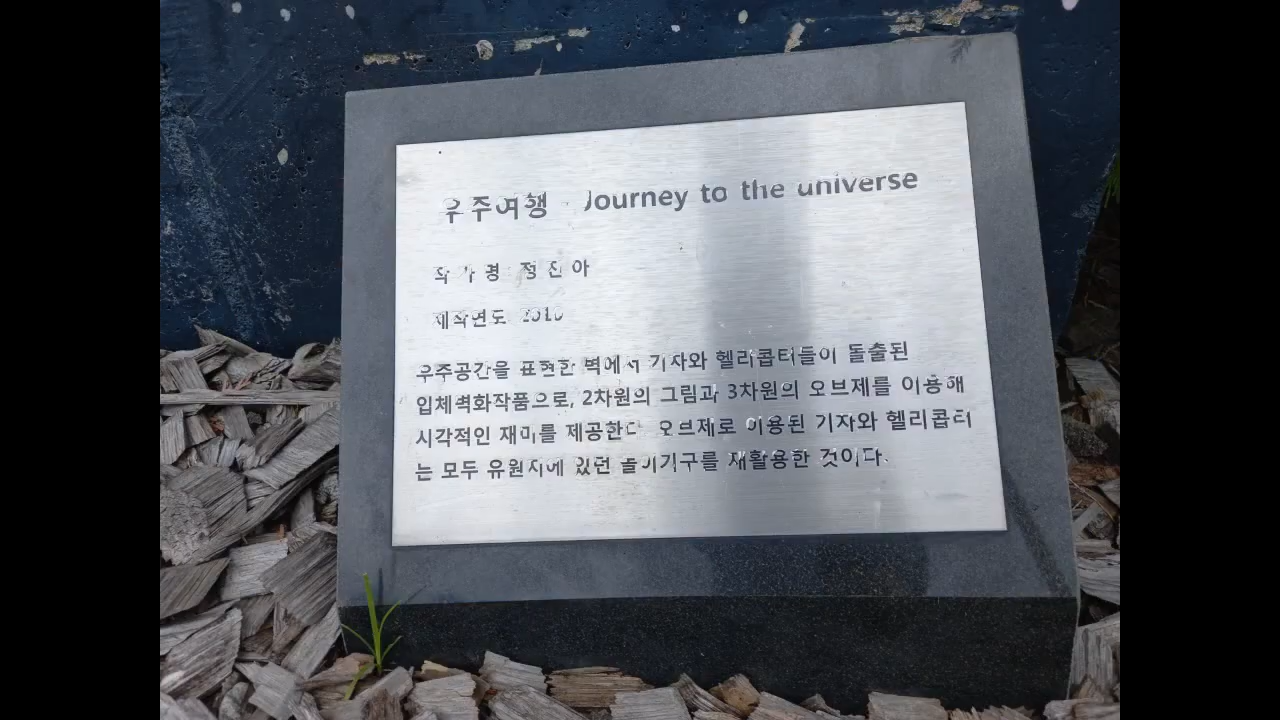 우주여행 Journey to the universe
작가명 정진아
제작년도 2010
우주공간을 표현한 벽에서 기차와 헬리콥터들이 돌출된
입체벽화작품으로, 2차원의 그림과 3차원의 오브제를 이용해
시각적인 재미를 제공한다. 오브제로 이용된 기차와 헬리콥터
는 모두 유원지에 있던 놀이기구를 재활용한 것이다.